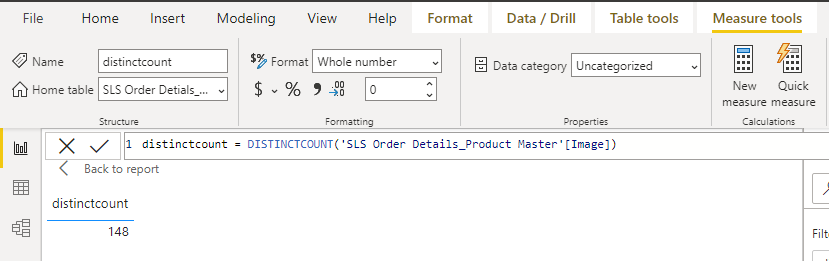 File Home Insert Modeling View Help Format Data / Drill Table tools Measure tools
Name distinctcount
Home table SLS Order Detials_...
Structure
$% Format Whole number
$ % 9 .00 0
Formatting
Data category Uncategorized
Properties
New measure
Quick measure
Calculations
1 distinctcount = DISTINCTCOUNT('SLS Order Details_Product Master'[Image])
Back to report
distinctcount
148